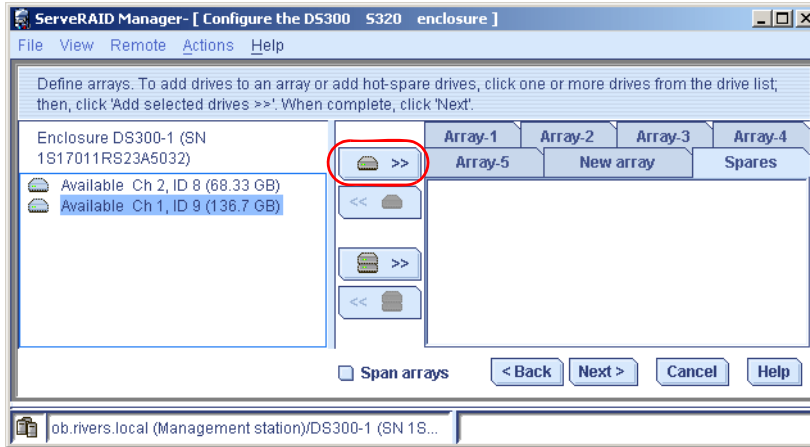 ServeRAID Manager- [ Configure the DS300 5320 enclosure ]
File View Remote Actions Help
Define arrays. To add drives to an array or add hot-spare drives, click one or more drives from the drive list;
then, click 'Add selected drives >>'. When complete, click 'Next'.
Enclosure DS300-1 (SN
1S17011RS23A5032)
Available Ch 2, ID 8 (68.33 GB)
Available Ch 1, ID 9 (136.7 GB)
>>
<<
>>
<<
Array-1 Array-2 Array-3 Array-4
Array-5 New array Spares
Span arrays
< Back Next > Cancel Help
ob.rivers.local (Management station)/DS300-1 (SN 1S...